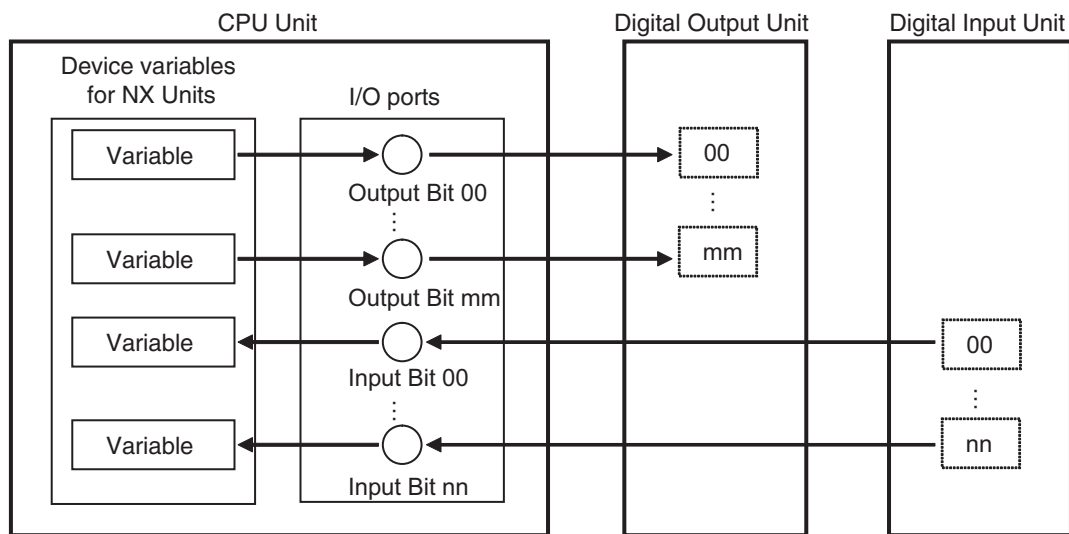 CPU Unit
Digital Output Unit
Digital Input Unit
Device variables
for NX Units
I/O ports
Variable
Output Bit 00
00
⋮
⋮
Variable
Output Bit mm
mm
Variable
Input Bit 00
00
⋮
⋮
Variable
Input Bit nn
nn